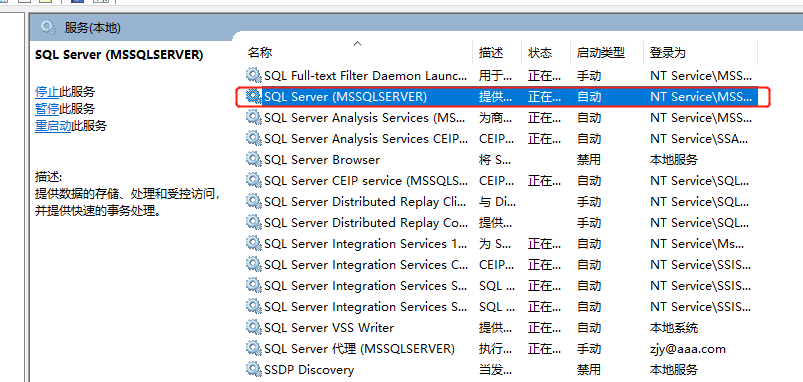 服务(本地)
SQL Server (MSSQLSERVER)
停止此服务
暂停此服务
重启动此服务
描述:
提供数据的存储、处理和受控访问,
并提供快速的事务处理。
名称 描述 状态 启动类型 登录为
SQL Full-text Filter Daemon Launc... 用于... 正在... 手动 NT Service\MSS...
SQL Server (MSSQLSERVER) 提供... 正在... 自动 NT Service\MSS...
SQL Server Analysis Services (MS... 为商... 正在... 自动 NT Service\MSS...
SQL Server Analysis Services CEIP... CEIP... 正在... 自动 NT Service\SSA...
SQL Server Browser 将 S... 禁用 本地服务
SQL Server CEIP service (MSSQLS... CEIP... 正在... 自动 NT Service\SQL...
SQL Server Distributed Replay Cli... 与 Di... 手动 NT Service\SQL...
SQL Server Distributed Replay Co... 提供... 手动 NT Service\SQL...
SQL Server Integration Services 1... 为 S... 正在... 自动 NT Service\Ms...
SQL Server Integration Services C... CEIP... 正在... 自动 NT Service\SSIS...
SQL Server Integration Services S... SQL ... 正在... 自动 NT Service\SSIS...
SQL Server Integration Services S... SQL ... 正在... 自动 NT Service\SSIS...
SQL Server VSS Writer 提供... 正在... 自动 本地系统
SQL Server 代理 (MSSQLSERVER) 执行... 正在... 手动 zjy@aaa.com
SSDP Discovery 当发... 禁用 本地服务